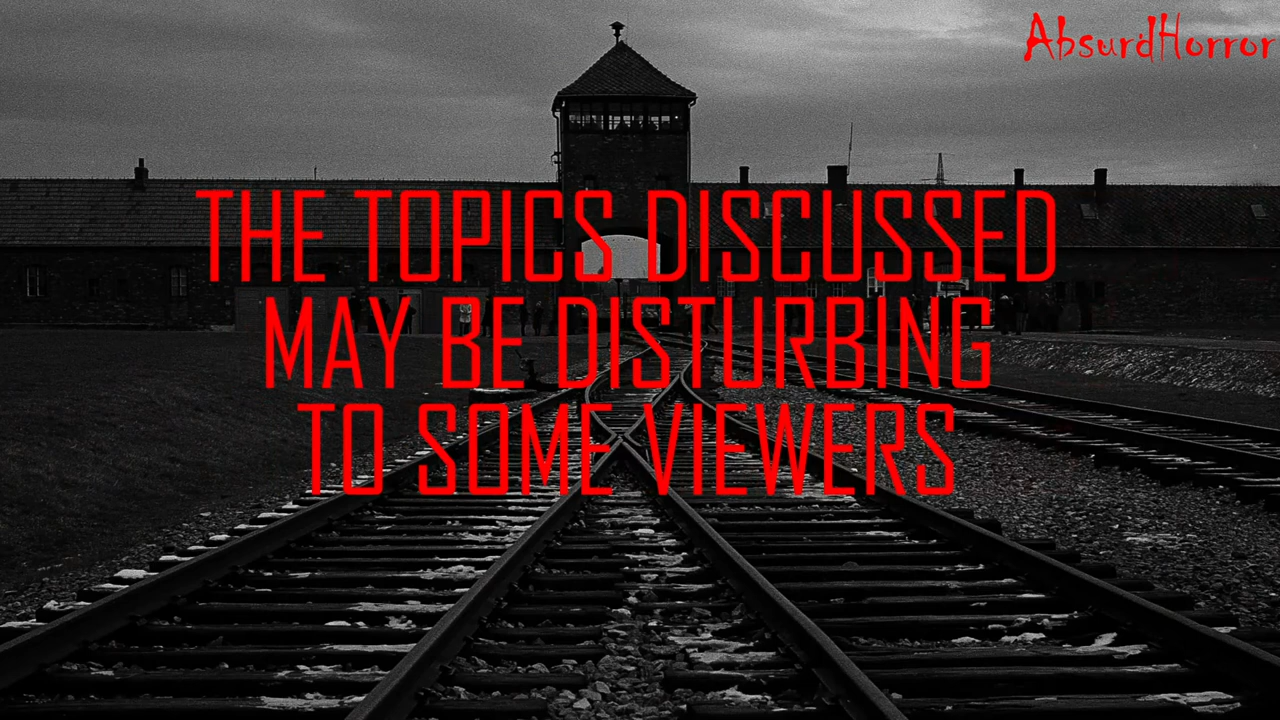 AbsurdHorror
THE TOPICS DISCUSSED
MAY BE DISTURBING
TO SOME VIEWERS